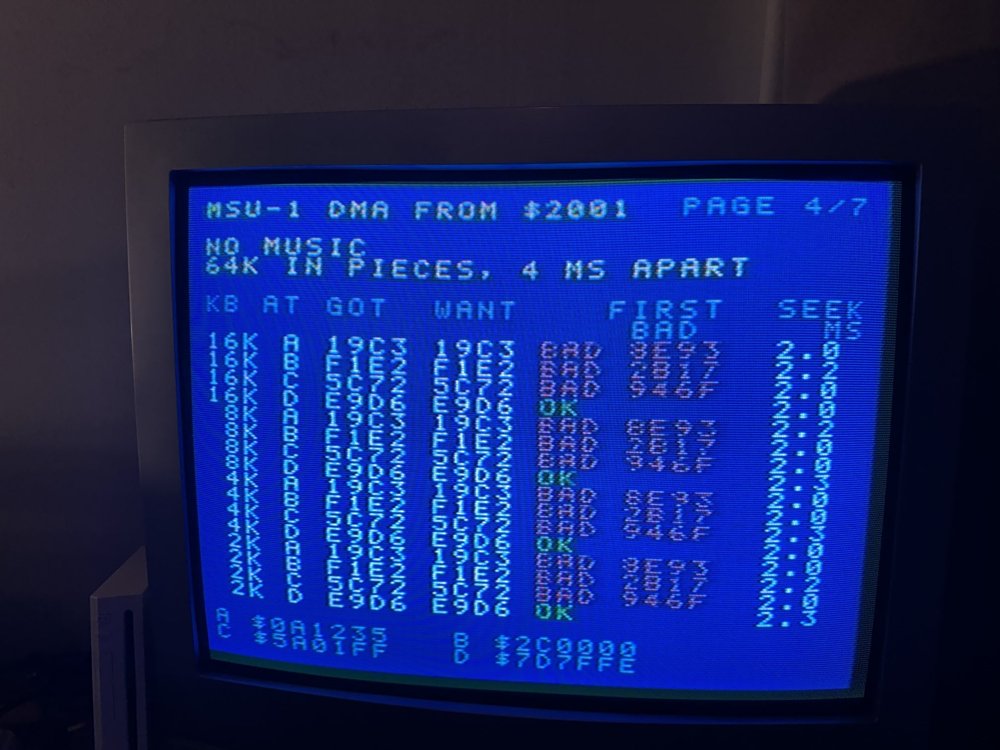 MSU-1 DMA FROM $2001 PAGE 4/7
NO MUSIC
64K IN PIECES, 4 MS APART
KB AT GOT WANT FIRST SEEK
BAD MS
16K A 19C3 19C3 BAD 8E93 2.0
16K B F1E2 F1E2 BAD 2B17 2.2
16K C 5C72 5C72 BAD 946F 2.0
16K D E9D6 E9D6 OK 2.0
8K A 19C3 19C3 BAD 8E93 2.0
8K B F1E2 F1E2 BAD 2B17 2.2
8K C 5C72 5C72 BAD 946F 2.0
8K D E9D6 E9D6 OK 2.3
4K A 19C3 19C3 BAD 8E93 2.0
4K B F1E2 F1E2 BAD 2B17 2.0
4K C 5C72 5C72 BAD 946F 2.0
4K D E9D6 E9D6 OK 2.3
2K A 19C3 19C3 BAD 8E93 2.0
2K B F1E2 F1E2 BAD 2B17 2.2
2K C 5C72 5C72 BAD 946F 2.0
2K D E9D6 E9D6 OK 2.3
A $0A1235 B $2C0000
C $5A01FF D $7D7FFE